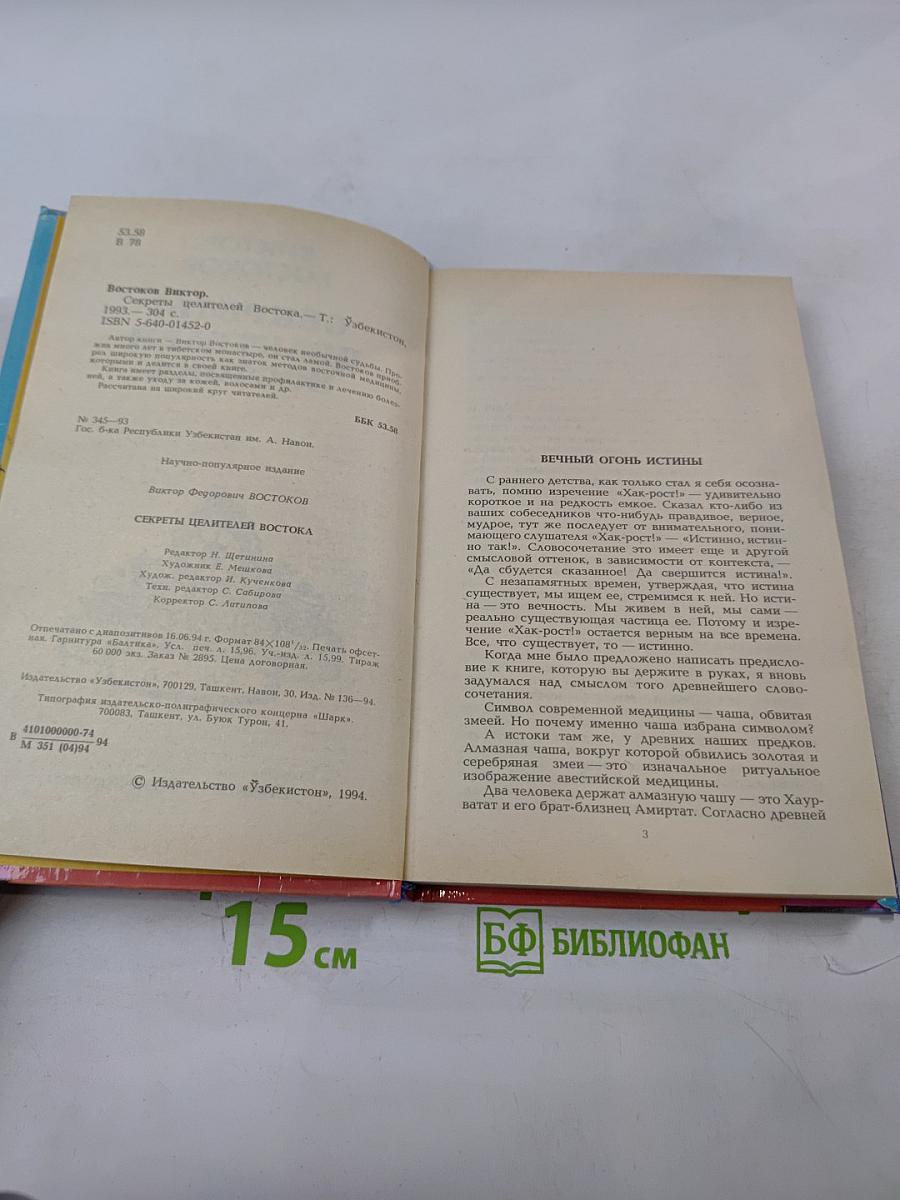 53.58
В 78
Востоков Виктор.
Секреты целителей Востока.— Т.: Ўзбекистон,
1993.— 304 с.
ISBN 5-640-01452-0
Автор книги — Виктор Востоков — человек необычной судьбы. Про-
жив много лет в тибетском монастыре, он стал ламой. Востоков приоб-
рел широкую популярность как знаток методов восточной медицины,
которыми и делится в своей книге.
Книга имеет разделы, посвященные профилактике и лечению болез-
ней, а также уходу за кожей, волосами и др.
Рассчитана на широкий круг читателей.
ББК 53.58
№ 345—93
Гос. б-ка Республики Узбекистан им. А. Навои.
Научно-популярное издание
Виктор Федорович ВОСТОКОВ
СЕКРЕТЫ ЦЕЛИТЕЛЕЙ ВОСТОКА
Редактор Н. Щетинина
Художник Е. Мешкова
Худож. редактор И. Кученкова
Техн. редактор С. Сабирова
Корректор С. Латипова
Отпечатано с диапозитивов 16.06.94 г. Формат 84×108¹/₃₂. Печать офсет-
ная. Гарнитура «Балтика». Усл. печ. л. 15,96. Уч.-изд. л. 15,99. Тираж
60 000 экз. Заказ № 2895. Цена договорная.
Издательство «Узбекистон», 700129, Ташкент, Навои, 30. Изд. № 136—94.
Типография издательско-полиграфического концерна «Шарк».
700083, Ташкент, ул. Буюк Турон, 41.
В 4101000000-74 94
М 351 (04)94
© Издательство «Ўзбекистон», 1994.
ВЕЧНЫЙ ОГОНЬ ИСТИНЫ
С раннего детства, как только стал я себя осозна-
вать, помню изречение «Хак-рост!» — удивительно
короткое и на редкость емкое. Сказал кто-либо из
ваших собеседников что-нибудь правдивое, верное,
мудрое, тут же последует от внимательного, пони-
мающего слушателя «Хак-рост!» — «Истинно, истин-
но так!». Словосочетание это имеет еще и другой
смысловой оттенок, в зависимости от контекста, —
«Да сбудется сказанное! Да свершится истина!».
С незапамятных времен, утверждая, что истина
существует, мы ищем ее, стремимся к ней. Но исти-
на — это вечность. Мы живем в ней, мы сами —
реально существующая частица ее. Потому и изре-
чение «Хак-рост!» остается верным на все времена.
Все, что существует, то — истинно.
Когда мне было предложено написать предисло-
вие к книге, которую вы держите в руках, я вновь
задумался над смыслом того древнейшего слово-
сочетания.
Символ современной медицины — чаша, обвитая
змеей. Но почему именно чаша избрана символом?
А истоки там же, у древних наших предков.
Алмазная чаша, вокруг которой обвились золотая и
серебряная змеи — это изначальное ритуальное
изображение авестийской медицины.
Два человека держат алмазную чашу — это Хаур-
ватат и его брат-близнец Амиртат. Согласно древней
3
15 см
БФ БИБЛИОФАН